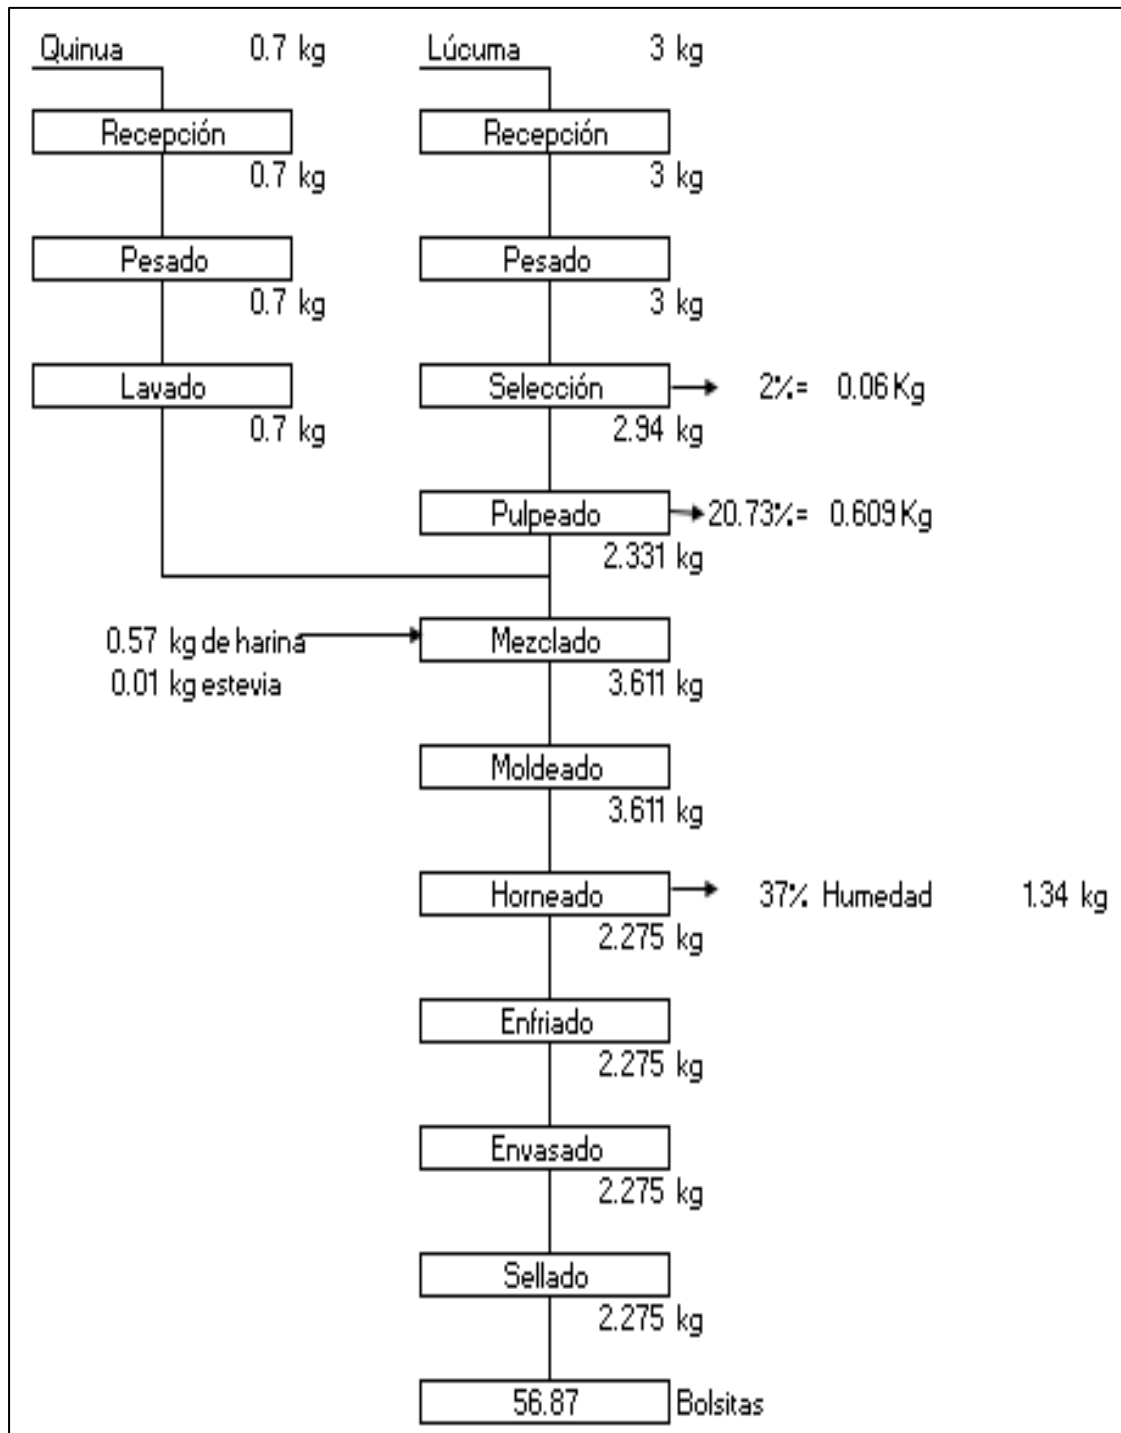 Quinua 0.7 kg Lúcuma 3 kg
Recepción Recepción
0.7 kg 3 kg
Pesado Pesado
0.7 kg 3 kg
Lavado Selección 2%= 0.06 Kg
0.7 kg 2.94 kg
Pulpeado 20.73%= 0.609 Kg
2.331 kg
0.57 kg de harina Mezclado
0.01 kg estevia 3.611 kg
Moldeado
3.611 kg
Horneado 37% Humedad 1.34 kg
2.275 kg
Enfriado
2.275 kg
Envasado
2.275 kg
Sellado
2.275 kg
56.87 Bolsitas